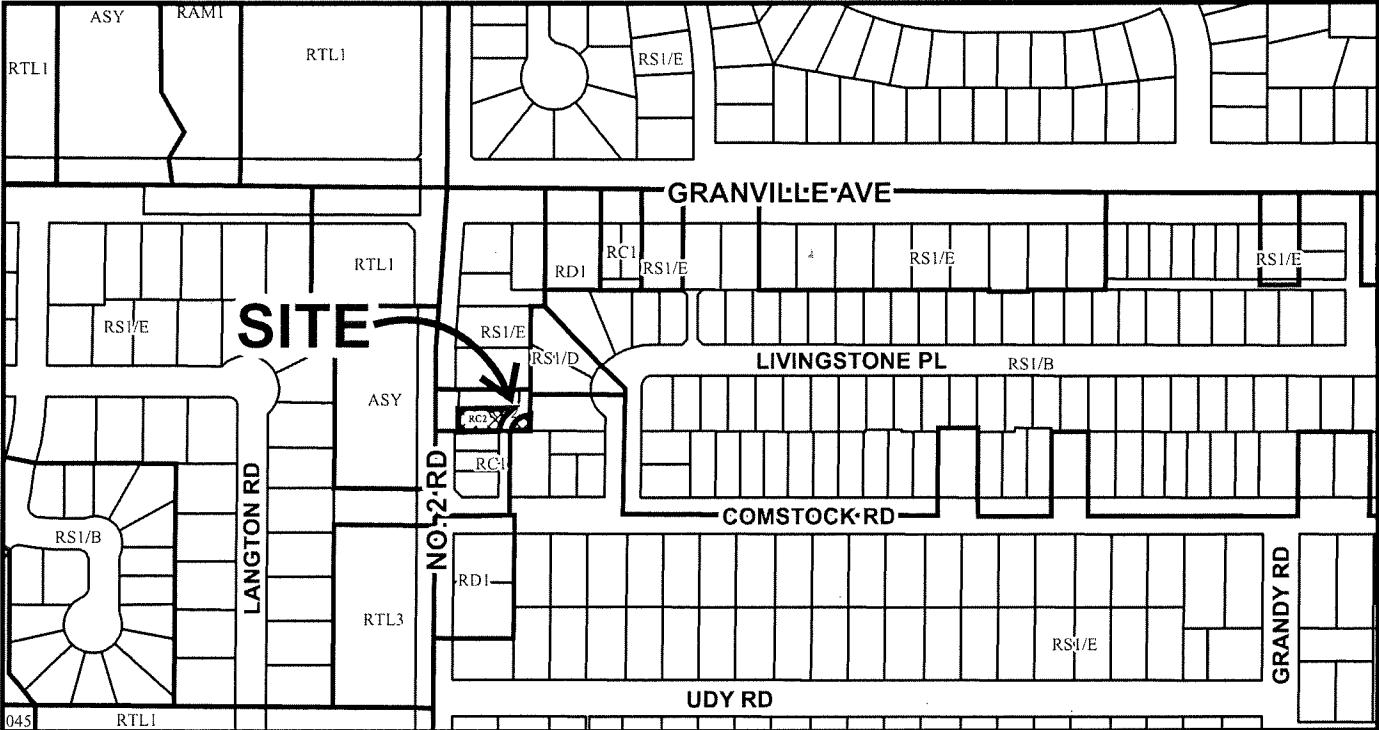 ASY
RAM1
RTL1
RTL1
RS1/E
GRANVILLE AVE
RTL1
RD1
RC1
RS1/E
RS1/E
RS1/E
RS1/E
SITE
RS1/E
RS1/D
LIVINGSTONE PL
RS1/B
ASY
RC2
RC1
LANGTON RD
NO. 2 RD
COMSTOCK RD
RS1/B
RD1
RTL3
RS1/E
GRANDY RD
UDY RD
045
RTL1